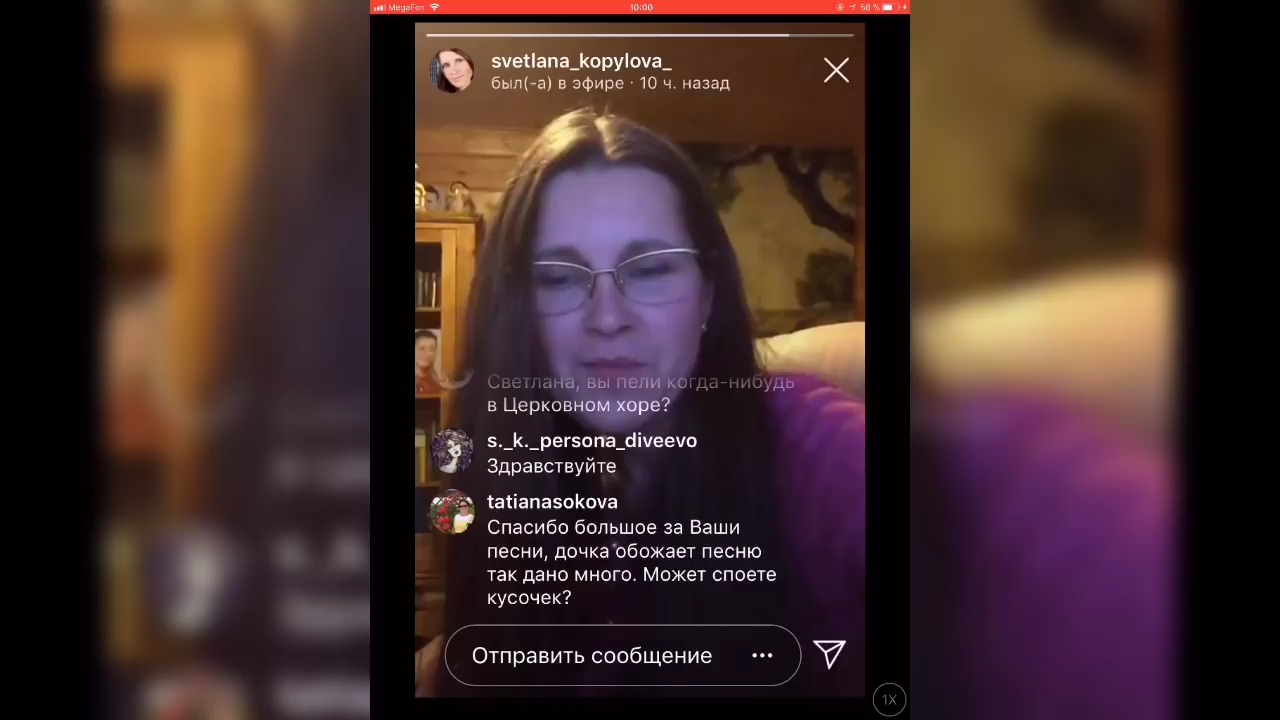 MegaFon
10:00
56 %
svetlana_kopylova_
был(-а) в эфире · 10 ч. назад
Светлана, вы пели когда-нибудь
в Церковном хоре?
s._k._persona_diveevo
Здравствуйте
tatianasokova
Спасибо большое за Ваши
песни, дочка обожает песню
так дано много. Может споете
кусочек?
Отправить сообщение
1X